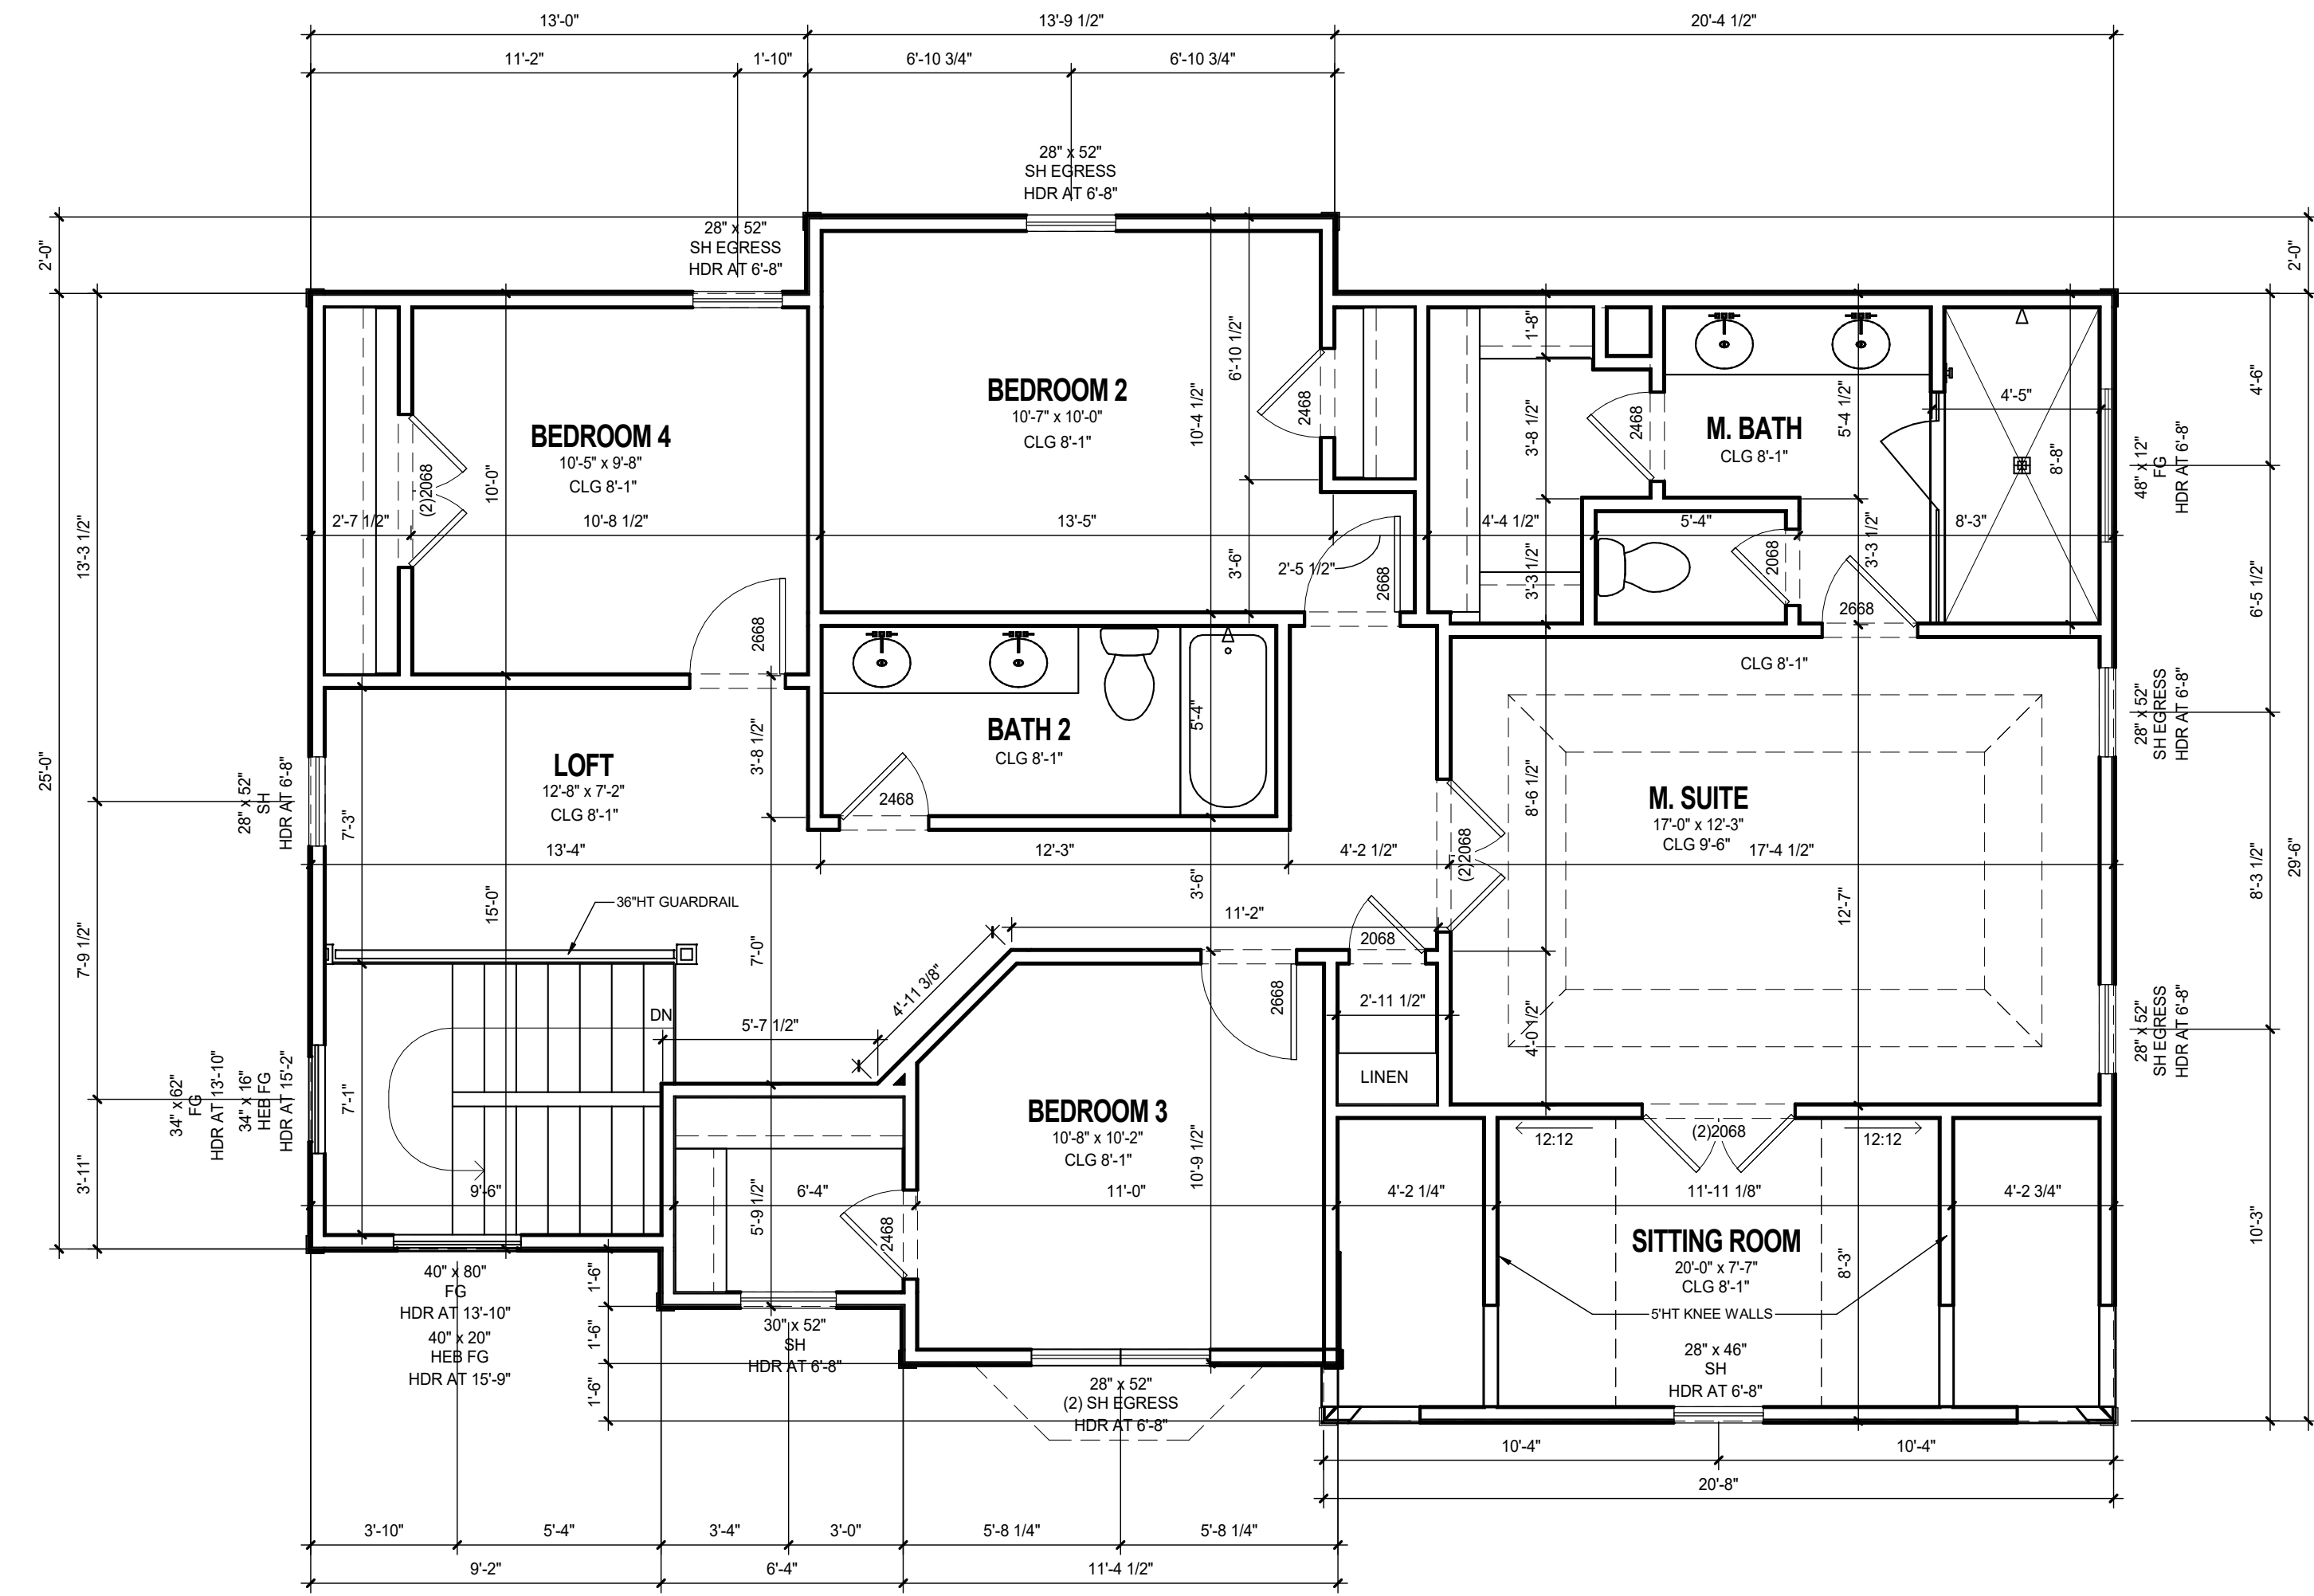 13'-0"
13'-9 1/2"
20'-4 1/2"
11'-2"
1'-10"
6'-10 3/4"
6'-10 3/4"
28" x 52"
SH EGRESS
HDR AT 6'-8"
28" x 52"
SH EGRESS
HDR AT 6'-8"
2'-0"
2'-0"
13'-3 1/2"
25'-0"
7'-9 1/2"
3'-11"
BEDROOM 4
10'-5" x 9'-8"
CLG 8'-1"
(2)2068
10'-0"
2'-7 1/2"
10'-8 1/2"
2668
BEDROOM 2
10'-7" x 10'-0"
CLG 8'-1"
10'-4 1/2"
6'-10 1/2"
2468
13'-5"
3'-6"
2'-5 1/2"
2668
1'-8"
3'-8 1/2"
2468
4'-4 1/2"
3'-3 1/2"
M. BATH
CLG 8'-1"
5'-4 1/2"
4'-5"
8'-8"
5'-4"
2068
3'-3 1/2"
8'-3"
2668
48" x 12"
FG
HDR AT 6'-8"
4'-6"
6'-5 1/2"
8'-3 1/2"
29'-6"
10'-3"
LOFT
12'-8" x 7'-2"
CLG 8'-1"
28" x 52"
SH
HDR AT 6'-8"
7'-3"
13'-4"
15'-0"
36"HT GUARDRAIL
3'-8 1/2"
7'-0"
BATH 2
CLG 8'-1"
2468
5'-4"
12'-3"
3'-6"
4'-2 1/2"
(2)2068
11'-2"
2068
CLG 8'-1"
M. SUITE
17'-0" x 12'-3"
CLG 9'-6"
17'-4 1/2"
8'-6 1/2"
12'-7"
4'-0 1/2"
28" x 52"
SH EGRESS
HDR AT 6'-8"
28" x 52"
SH EGRESS
HDR AT 6'-8"
34" x 62"
FG
HDR AT 13'-10"
34" x 16"
HEB FG
HDR AT 15'-2"
7'-1"
DN
5'-7 1/2"
4'-11 3/8"
9'-6"
6'-4"
5'-9 1/2"
2468
2668
2'-11 1/2"
LINEN
BEDROOM 3
10'-8" x 10'-2"
CLG 8'-1"
10'-9 1/2"
11'-0"
12:12
(2)2068
12:12
4'-2 1/4"
11'-11 1/8"
4'-2 3/4"
SITTING ROOM
20'-0" x 7'-7"
CLG 8'-1"
8'-3"
5'HT KNEE WALLS
28" x 46"
SH
HDR AT 6'-8"
40" x 80"
FG
HDR AT 13'-10"
40" x 20"
HEB FG
HDR AT 15'-9"
1'-6"
1'-6"
1'-6"
30" x 52"
SH
HDR AT 6'-8"
28" x 52"
(2) SH EGRESS
HDR AT 6'-8"
10'-4"
10'-4"
20'-8"
3'-10"
5'-4"
3'-4"
3'-0"
5'-8 1/4"
5'-8 1/4"
9'-2"
6'-4"
11'-4 1/2"